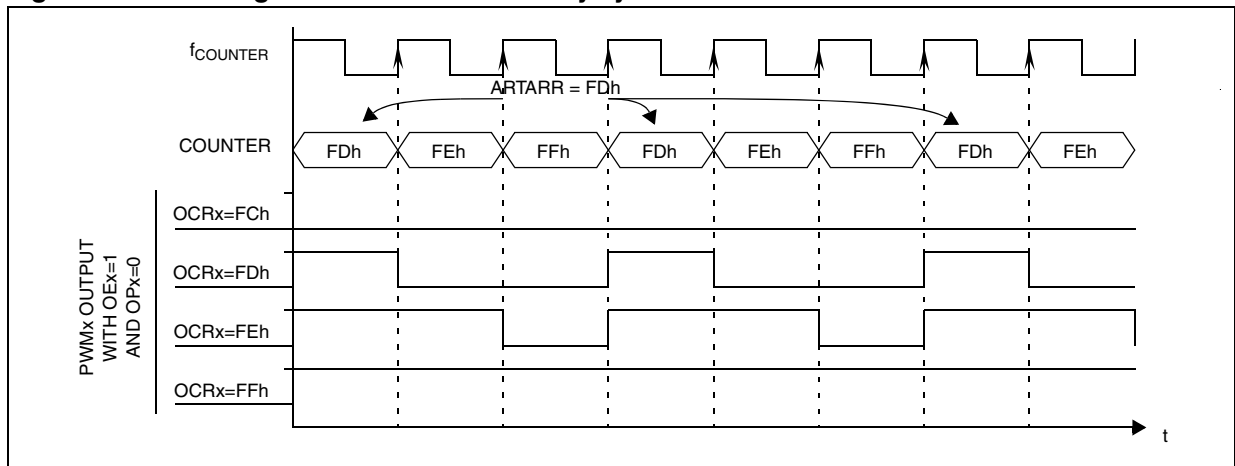 fCOUNTER
ARTARR = FDh
COUNTER
FDh FEh FFh FDh FEh FFh FDh FEh
PWMx OUTPUT
WITH OEx=1
AND OPx=0
OCRx=FCh
OCRx=FDh
OCRx=FEh
OCRx=FFh
t